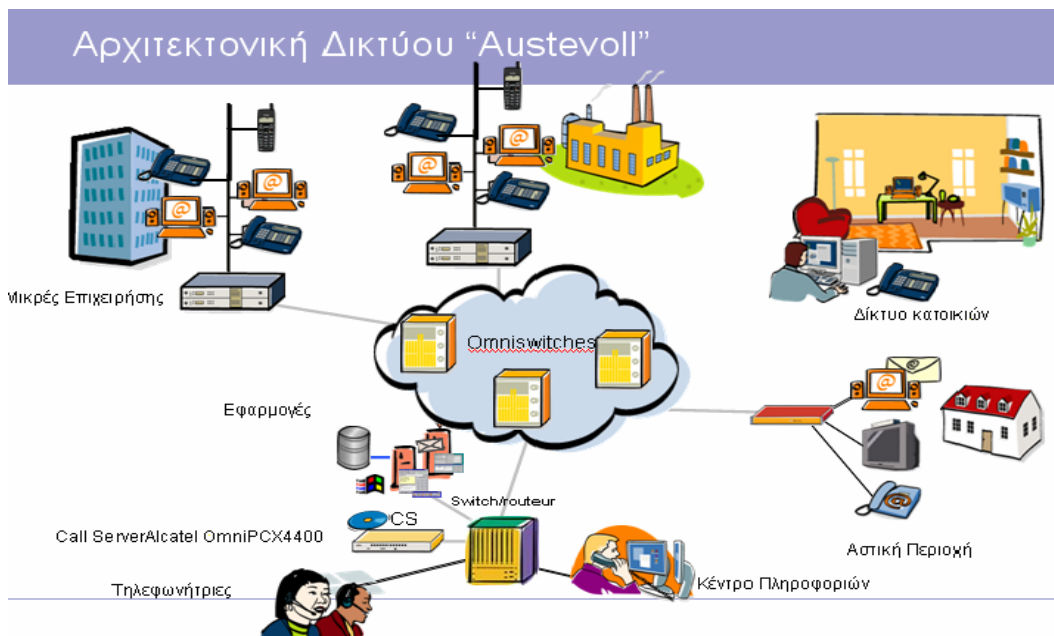 Αρχιτεκτονική Δικτύου “Austevoll”
Μικρές Επιχειρήσης
Δίκτυο κατοικιών
Omniswitches
Εφαρμογές
Switch/routeur
CS
Call ServerAlcatel OmniPCX4400
Αστική Περιοχή
Τηλεφωνήτριες
Κέντρο Πληροφοριών